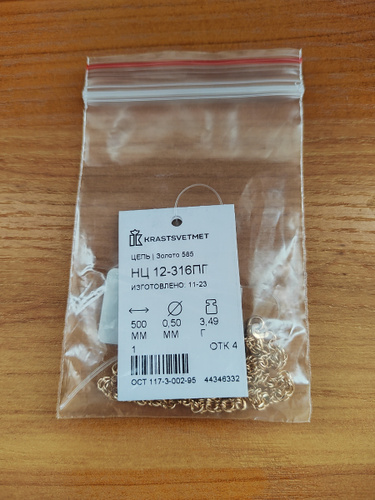 KRASTSVETMET
ЦЕПЬ | Золото 585
НЦ 12-316ПГ
ИЗГОТОВЛЕНО: 11-23
500 0,50 3,49
ММ ММ Г
1 ОТК 4
ОСТ 117-3-002-95 44346332